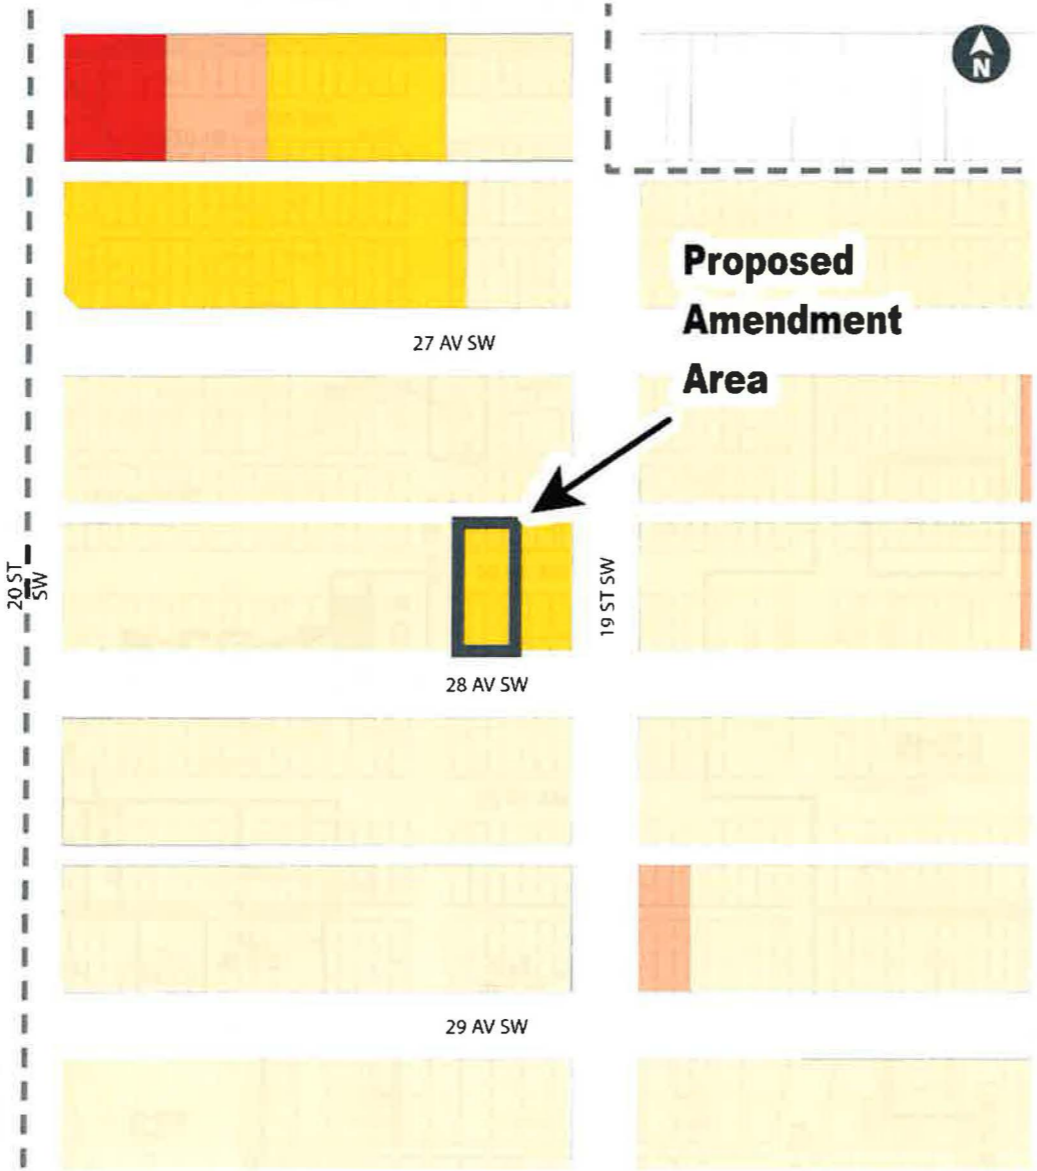 N
Proposed
Amendment
Area
27 AV SW
20 ST
SW
19 ST SW
28 AV SW
29 AV SW